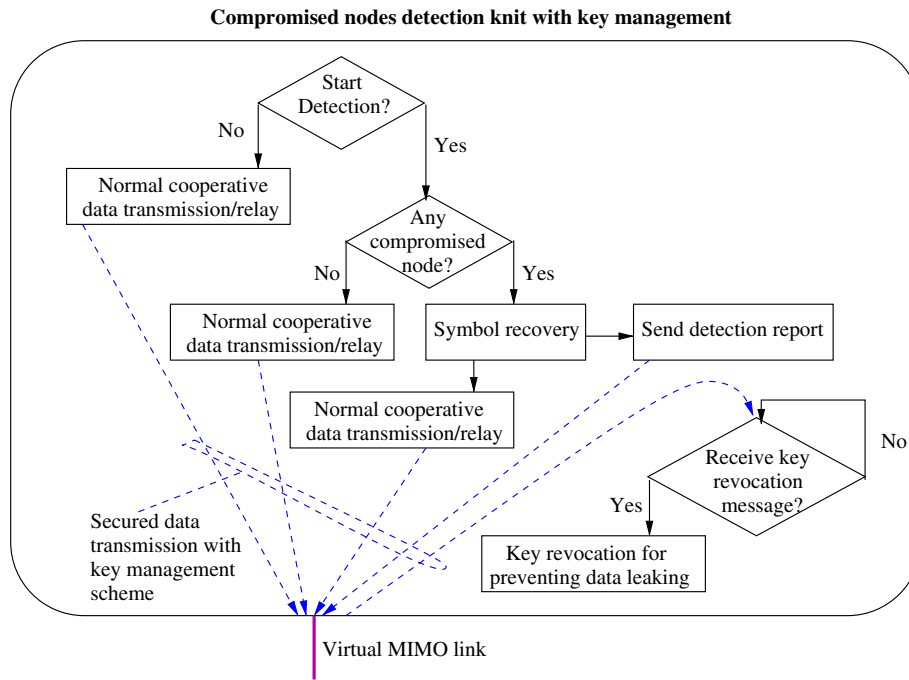 Compromised nodes detection knit with key management
Start
Detection?
No
Yes
Normal cooperative
data transmission/relay
Any
compromised
node?
No
Yes
Normal cooperative
data transmission/relay
Symbol recovery
Send detection report
Normal cooperative
data transmission/relay
No
Receive key
revocation
message?
Yes
Secured data
transmission with
key management
scheme
Key revocation for
preventing data leaking
Virtual MIMO link